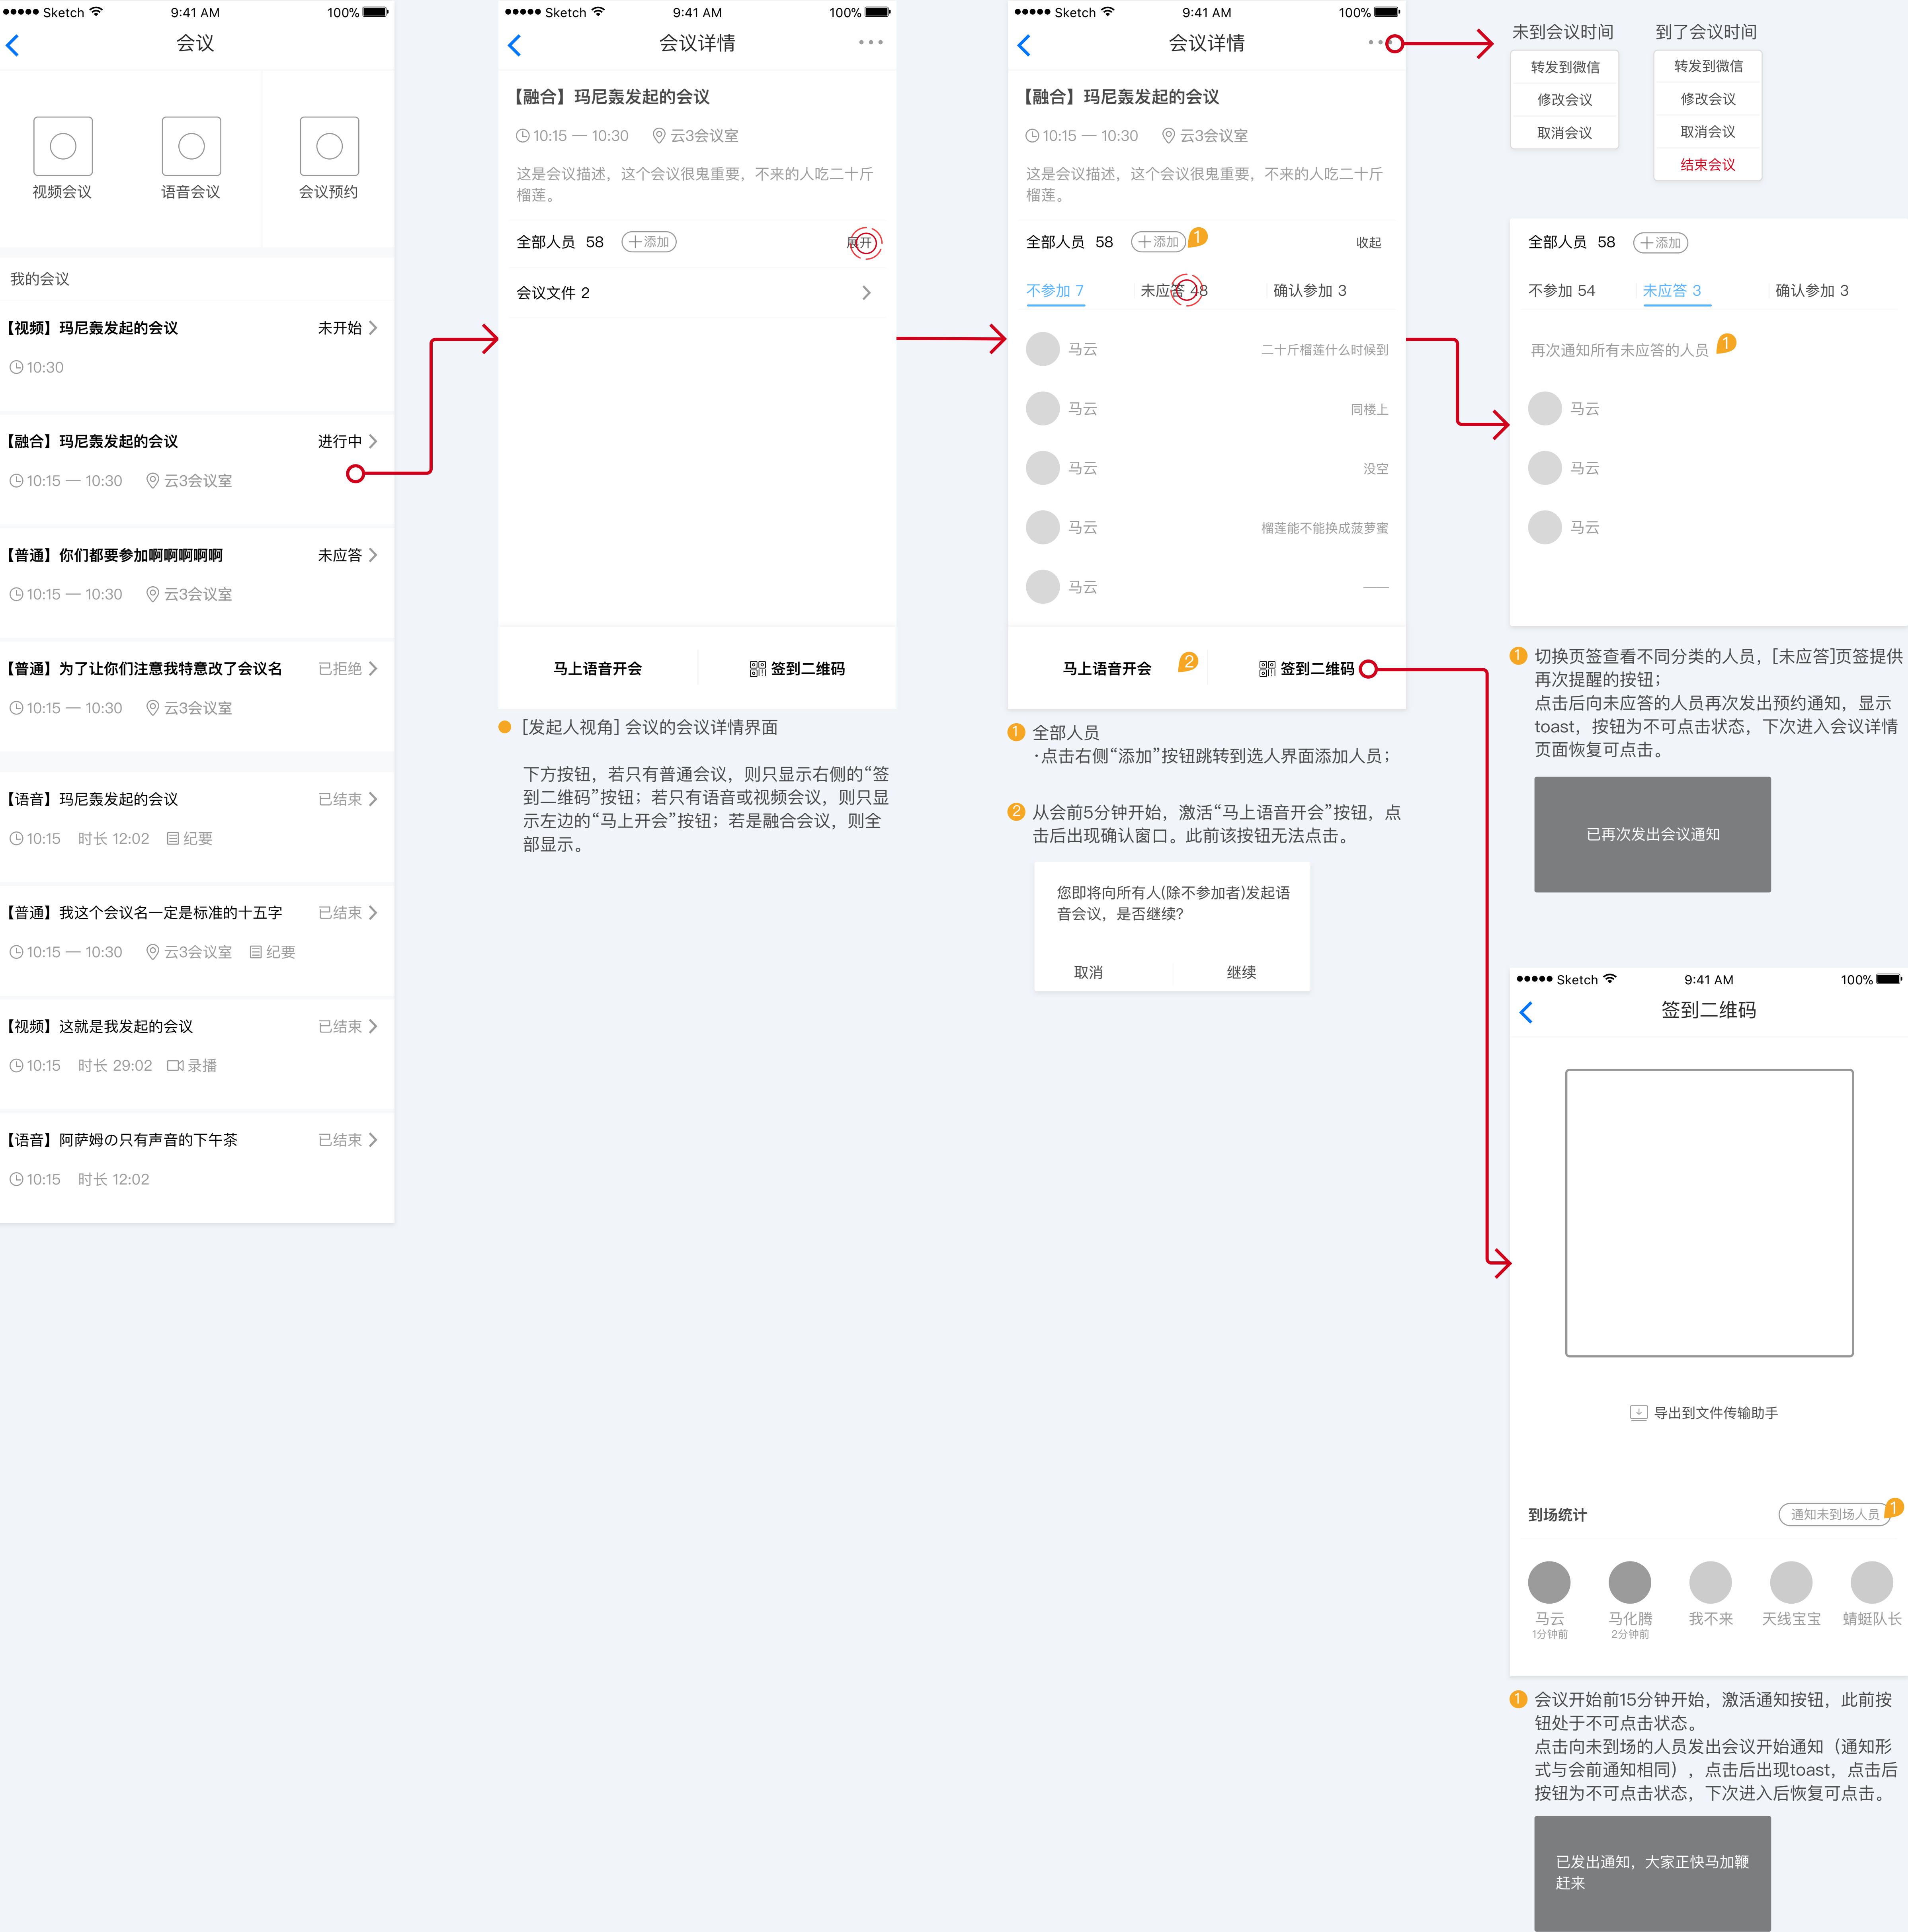 Sketch 9:41 AM 100%
会议
视频会议 语音会议 会议预约
我的会议
【视频】玛尼轰发起的会议 未开始
10:30
【融合】玛尼轰发起的会议 进行中
10:15 — 10:30 云3会议室
【普通】你们都要参加啊啊啊啊啊 未应答
10:15 — 10:30 云3会议室
【普通】为了让你们注意我特意改了会议名 已拒绝
10:15 — 10:30 云3会议室
【语音】玛尼轰发起的会议 已结束
10:15 时长 12:02 纪要
【普通】我这个会议名一定是标准的十五字 已结束
10:15 — 10:30 云3会议室 纪要
【视频】这就是我发起的会议 已结束
10:15 时长 29:02 录播
【语音】阿萨姆の只有声音的下午茶 已结束
10:15 时长 12:02
Sketch 9:41 AM 100%
会议详情
【融合】玛尼轰发起的会议
10:15 — 10:30 云3会议室
这是会议描述，这个会议很鬼重要，不来的人吃二十斤
榴莲。
全部人员 58 添加 展开
会议文件 2
马上语音开会 签到二维码
[发起人视角] 会议的会议详情界面
下方按钮，若只有普通会议，则只显示右侧的“签
到二维码”按钮；若只有语音或视频会议，则只显
示左边的“马上开会”按钮；若是融合会议，则全
部显示。
Sketch 9:41 AM 100%
会议详情
【融合】玛尼轰发起的会议
10:15 — 10:30 云3会议室
这是会议描述，这个会议很鬼重要，不来的人吃二十斤
榴莲。
全部人员 58 添加 1 收起
不参加 7 未应答 48 确认参加 3
马云 二十斤榴莲什么时候到
马云 同楼上
马云 没空
马云 榴莲能不能换成菠萝蜜
马云 ——
马上语音开会 2 签到二维码
1 全部人员
·点击右侧“添加”按钮跳转到选人界面添加人员；
2 从会前5分钟开始，激活“马上语音开会”按钮，点
击后出现确认窗口。此前该按钮无法点击。
您即将向所有人(除不参加者)发起语
音会议，是否继续?
取消 继续
未到会议时间 到了会议时间
转发到微信 转发到微信
修改会议 修改会议
取消会议 取消会议
结束会议
全部人员 58 添加
不参加 54 未应答 3 确认参加 3
再次通知所有未应答的人员 1
马云
马云
马云
1 切换页签查看不同分类的人员，[未应答]页签提供
再次提醒的按钮；
点击后向未应答的人员再次发出预约通知，显示
toast，按钮为不可点击状态，下次进入会议详情
页面恢复可点击。
已再次发出会议通知
Sketch 9:41 AM 100%
签到二维码
导出到文件传输助手
到场统计 通知未到场人员 1
马云 马化腾 我不来 天线宝宝 蜻蜓队长
1分钟前 2分钟前
1 会议开始前15分钟开始，激活通知按钮，此前按
钮处于不可点击状态。
点击向未到场的人员发出会议开始通知（通知形
式与会前通知相同），点击后出现toast，点击后
按钮为不可点击状态，下次进入后恢复可点击。
已发出通知，大家正快马加鞭
赶来